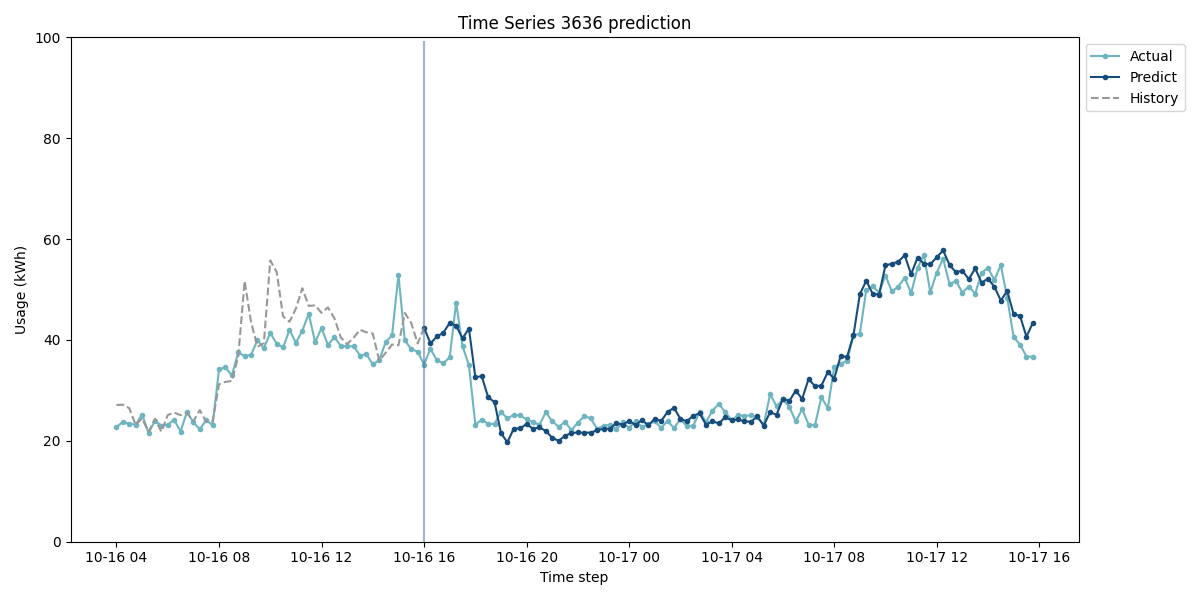 Time Series 3636 prediction
100
80
60
40
20
0
Usage (kWh)
10-16 04
10-16 08
10-16 12
10-16 16
10-16 20
10-17 00
10-17 04
10-17 08
10-17 12
10-17 16
Time step
Actual
Predict
History